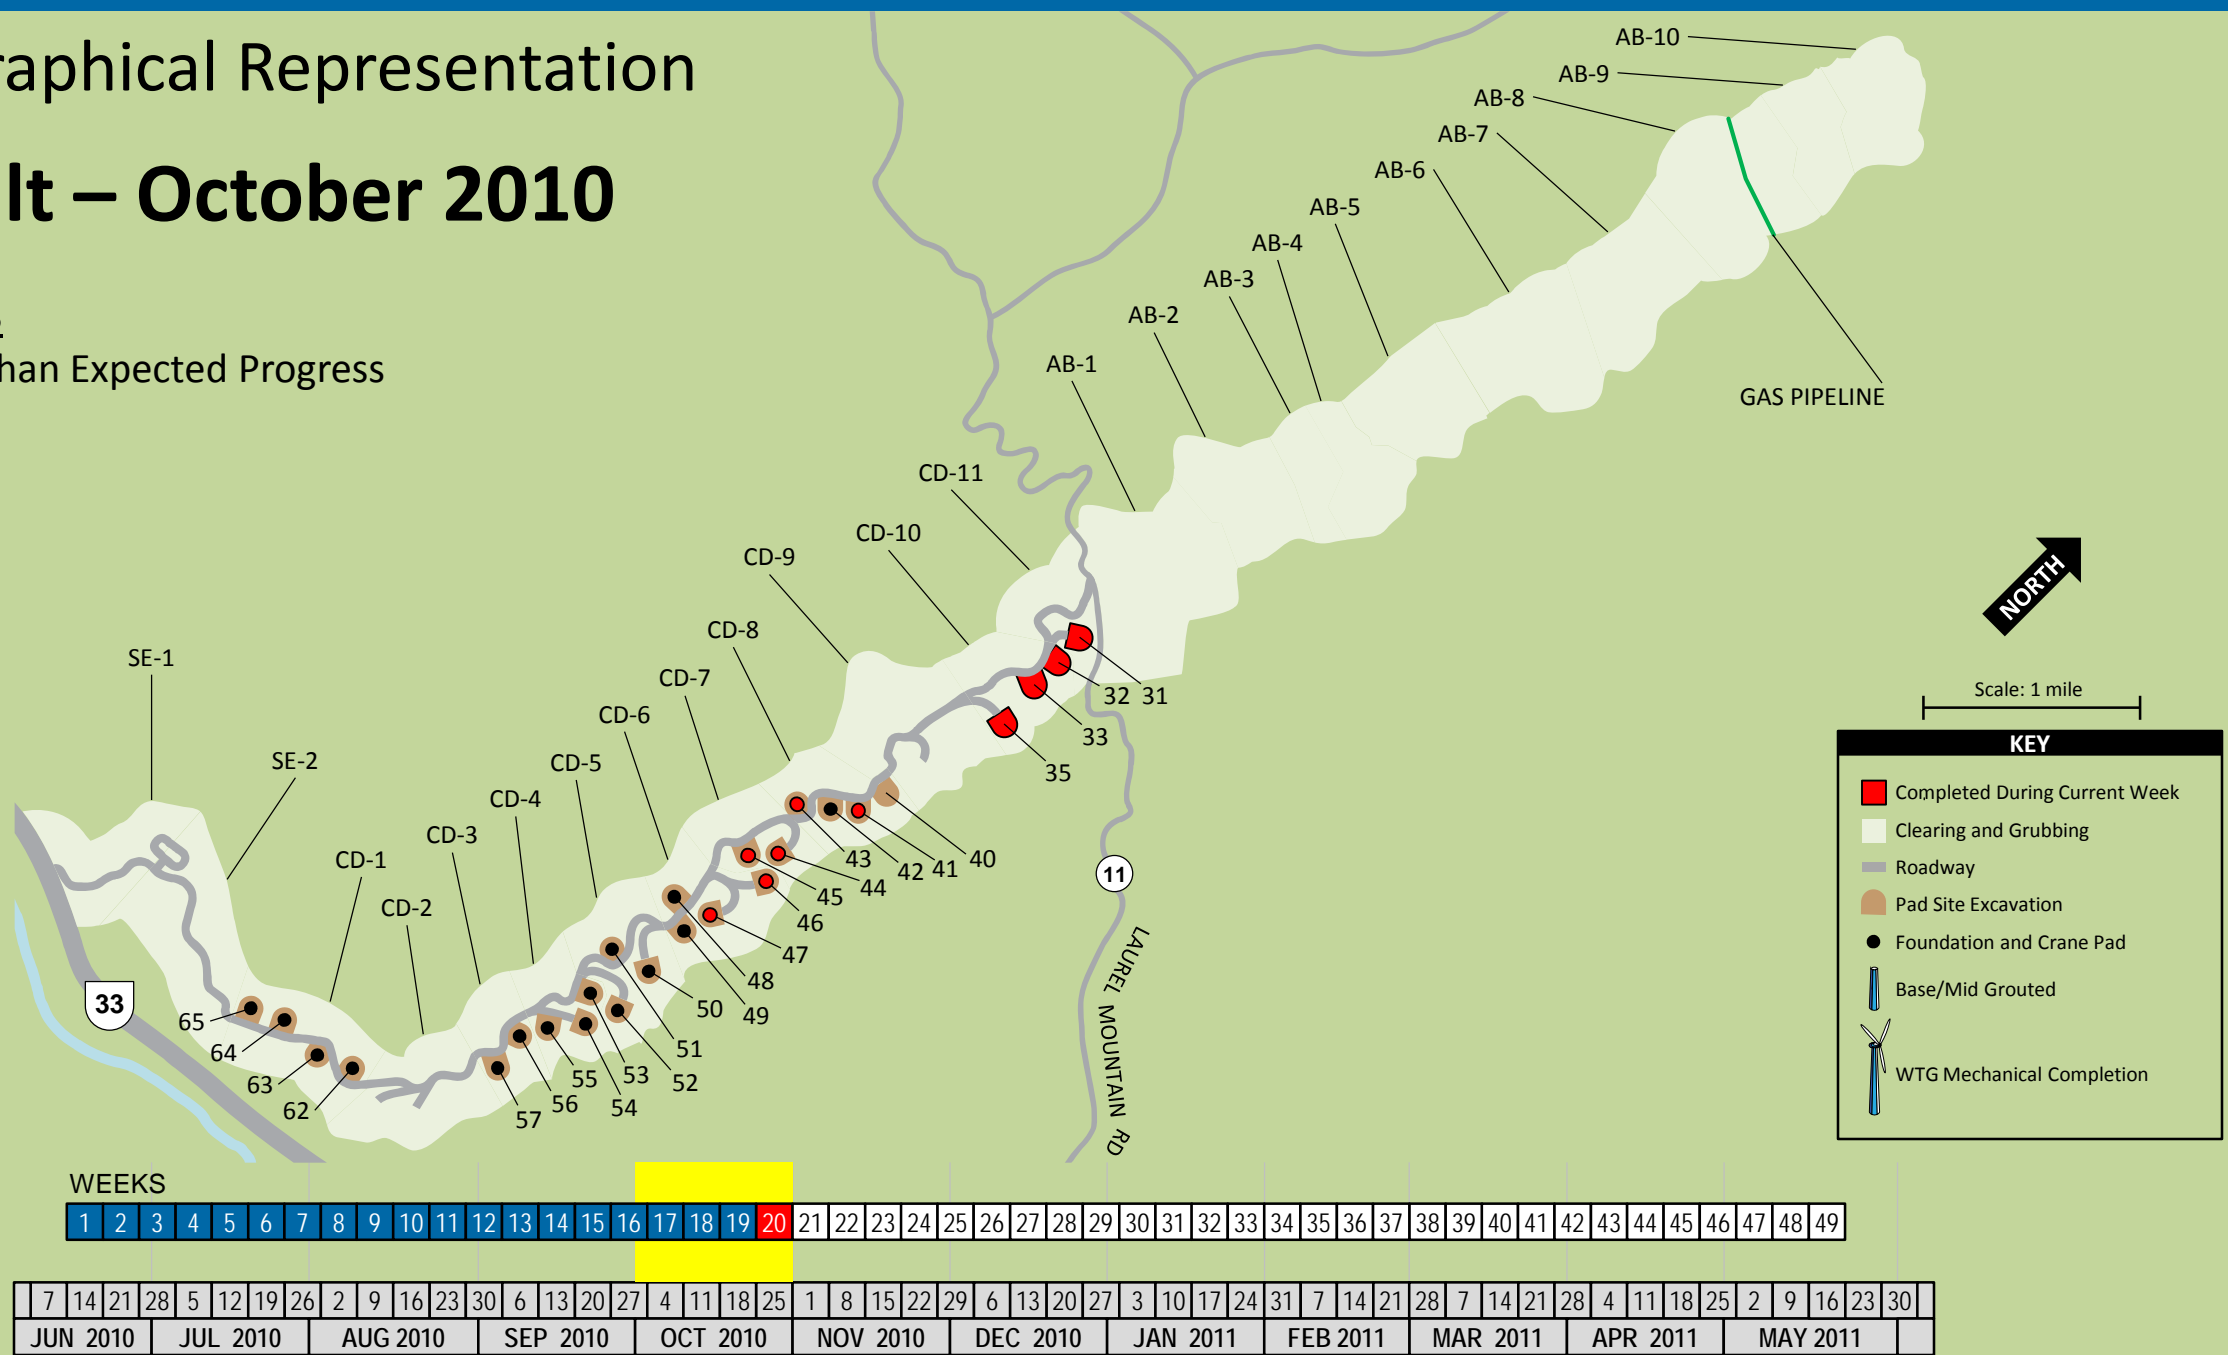 raphical Representation
lt – October 2010
han Expected Progress
AB-10
AB-9
AB-8
AB-7
AB-6
AB-5
AB-4
AB-3
AB-2
AB-1
GAS PIPELINE
CD-11
CD-10
CD-9
CD-8
CD-7
CD-6
CD-5
CD-4
CD-3
CD-2
CD-1
SE-2
SE-1
NORTH
Scale: 1 mile
32 31
33
35
40
41
42
43
44
45
46
47
48
49
50
51
52
53
54
55
56
57
62
63
64
65
33
11
LAUREL MOUNTAIN RD
KEY
Completed During Current Week
Clearing and Grubbing
Roadway
Pad Site Excavation
Foundation and Crane Pad
Base/Mid Grouted
WTG Mechanical Completion
WEEKS
1 2 3 4 5 6 7 8 9 10 11 12 13 14 15 16 17 18 19 20 21 22 23 24 25 26 27 28 29 30 31 32 33 34 35 36 37 38 39 40 41 42 43 44 45 46 47 48 49
7 14 21 28 5 12 19 26 2 9 16 23 30 6 13 20 27 4 11 18 25 1 8 15 22 29 6 13 20 27 3 10 17 24 31 7 14 21 28 7 14 21 28 4 11 18 25 2 9 16 23 30
JUN 2010 JUL 2010 AUG 2010 SEP 2010 OCT 2010 NOV 2010 DEC 2010 JAN 2011 FEB 2011 MAR 2011 APR 2011 MAY 2011